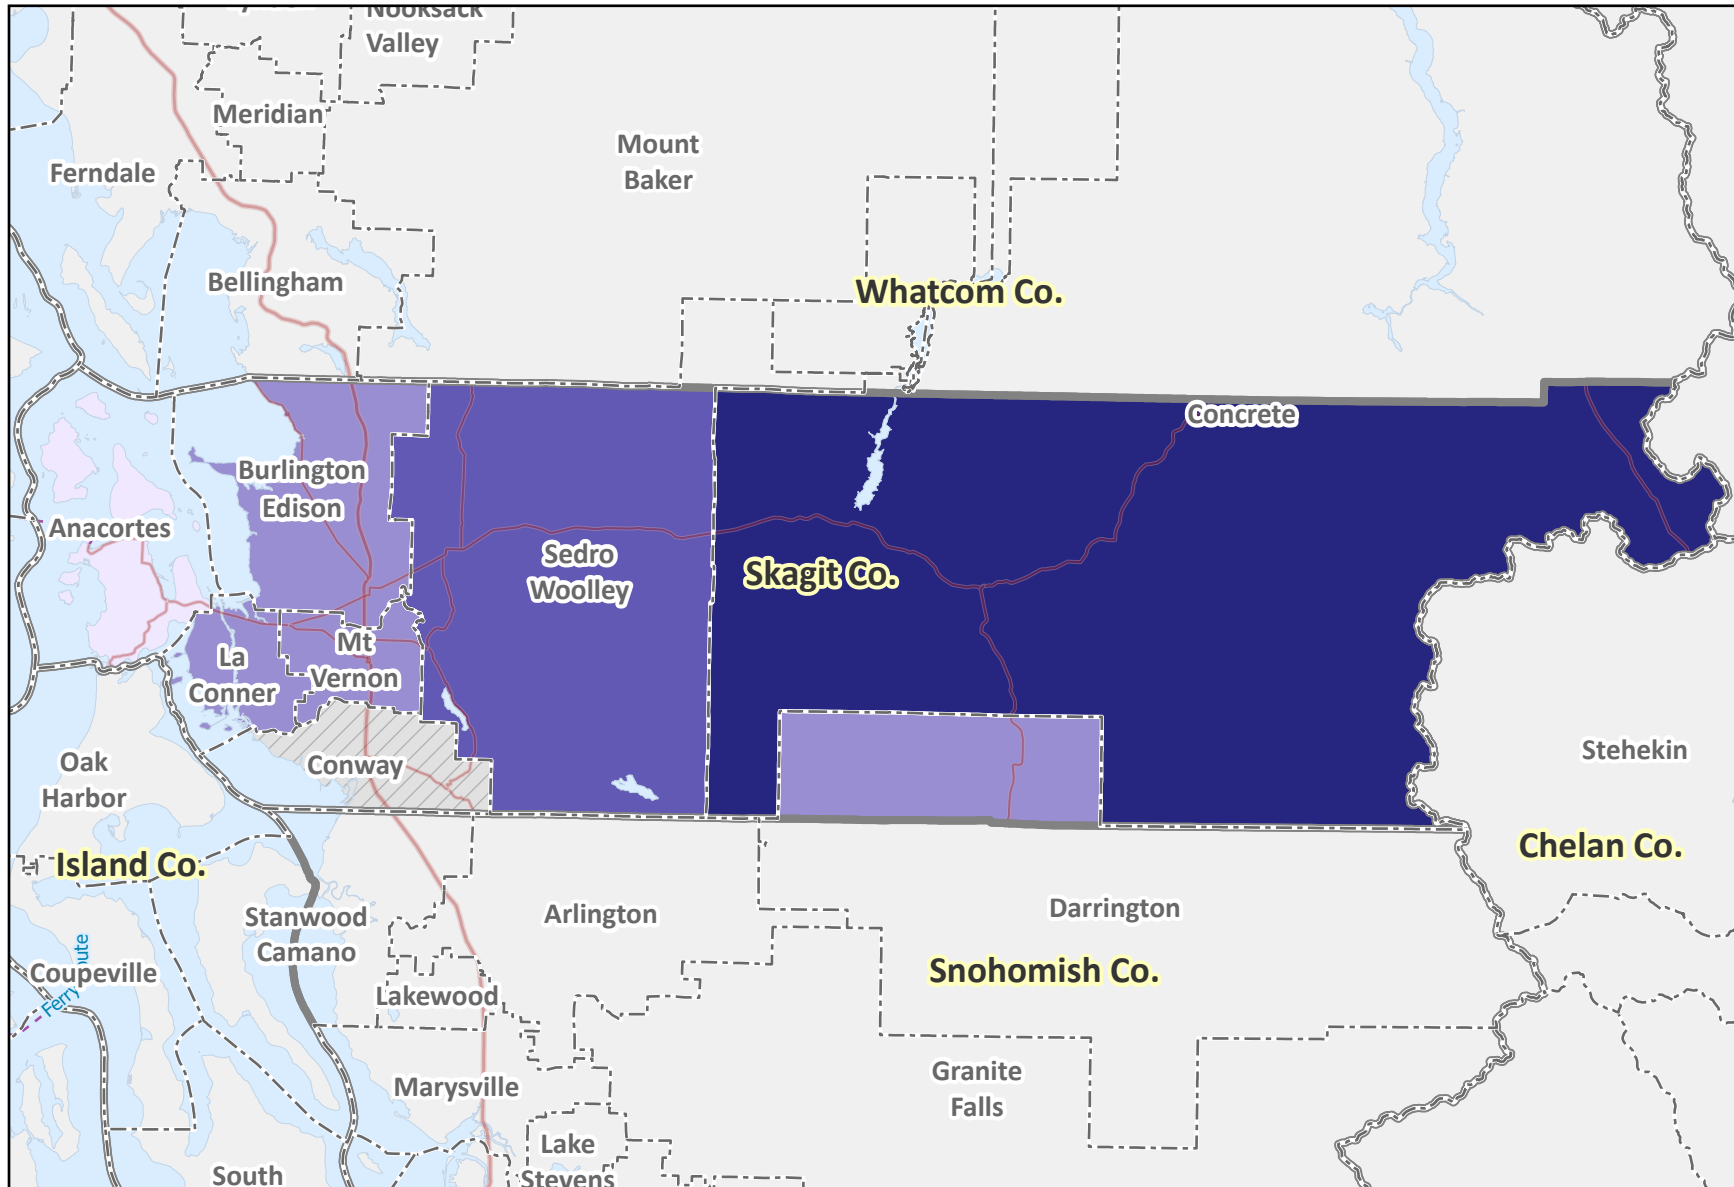 Nooksack
Valley
Meridian
Mount
Baker
Ferndale
Bellingham
Whatcom Co.
Concrete
Burlington
Edison
Anacortes
Sedro
Woolley
Skagit Co.
Mt
Vernon
La
Conner
Conway
Oak
Harbor
Stehekin
Island Co.
Chelan Co.
Stanwood
Camano
Arlington
Darrington
Coupeville
Ferry
Snohomish Co.
Lakewood
Marysville
Granite
Falls
Lake
Stevens
South